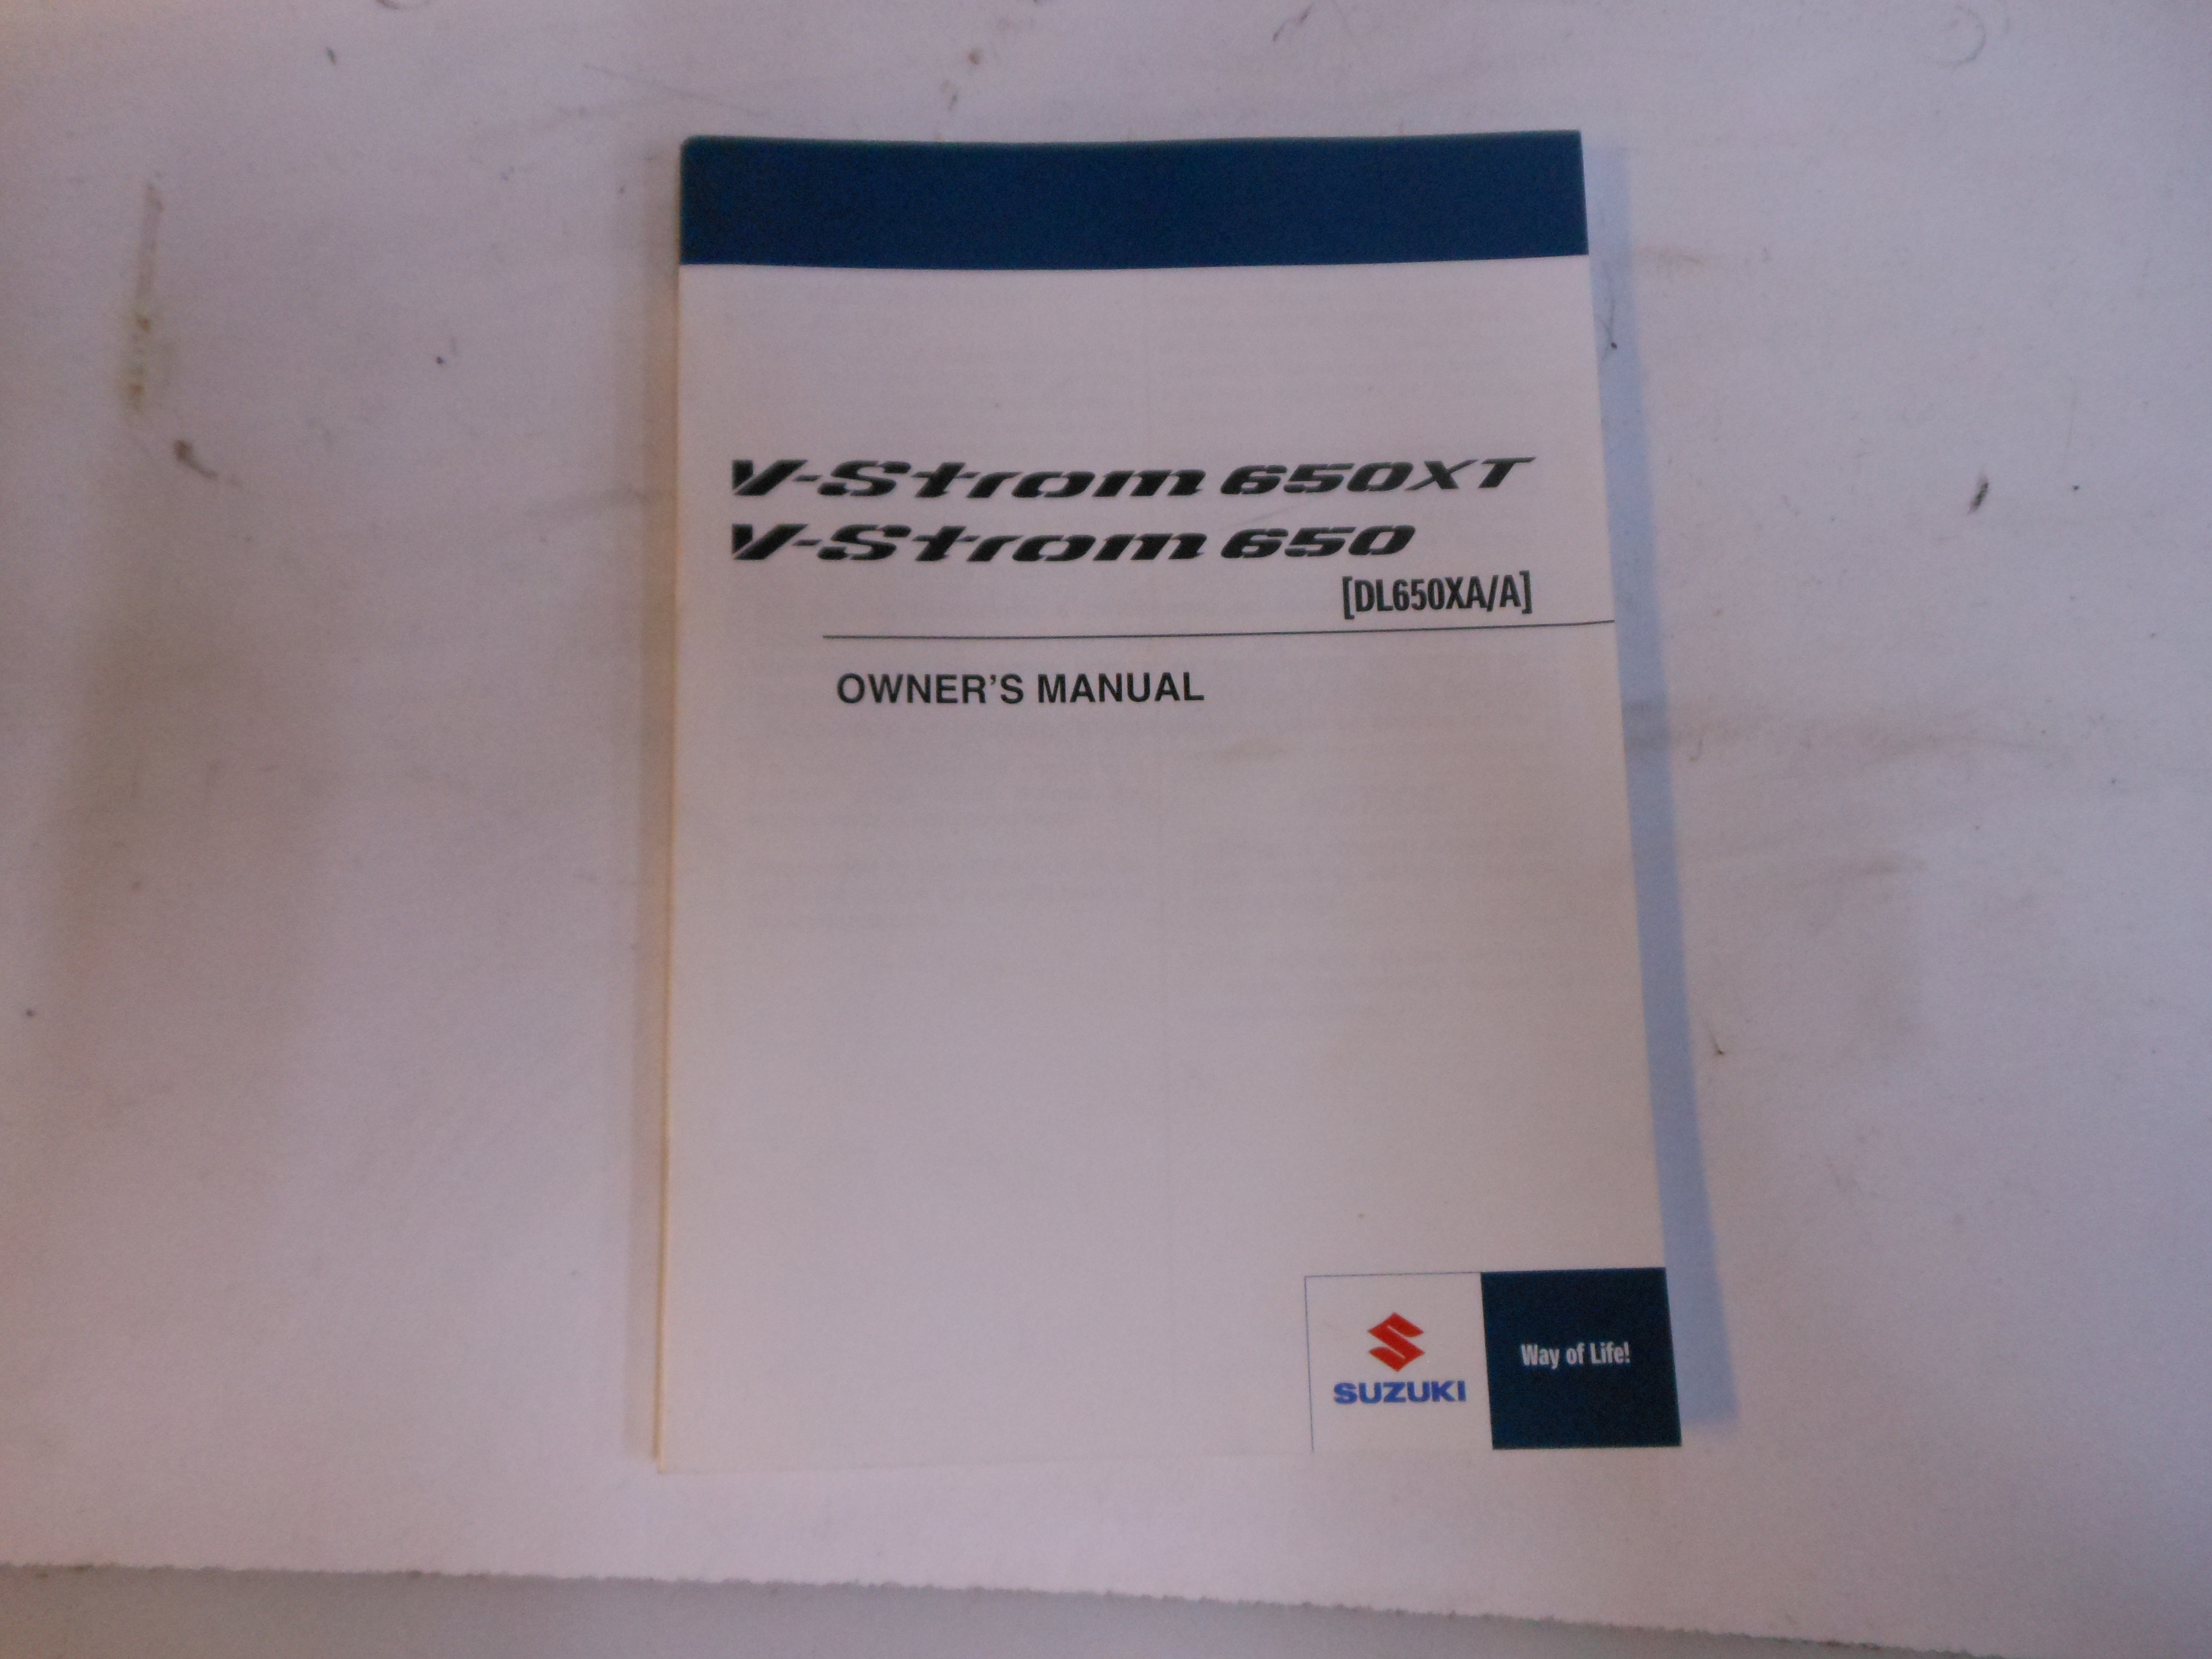 V-Strom 650XT
V-Strom 650
[DL650XA/A]
OWNER'S MANUAL
SUZUKI
Way of Life!